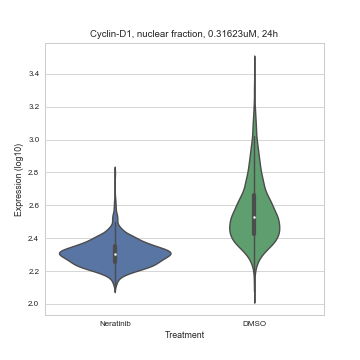 Cyclin-D1, nuclear fraction, 0.31623uM, 24h
Expression (log10)
3.4
3.2
3.0
2.8
2.6
2.4
2.2
2.0
Neratinib DMSO
Treatment